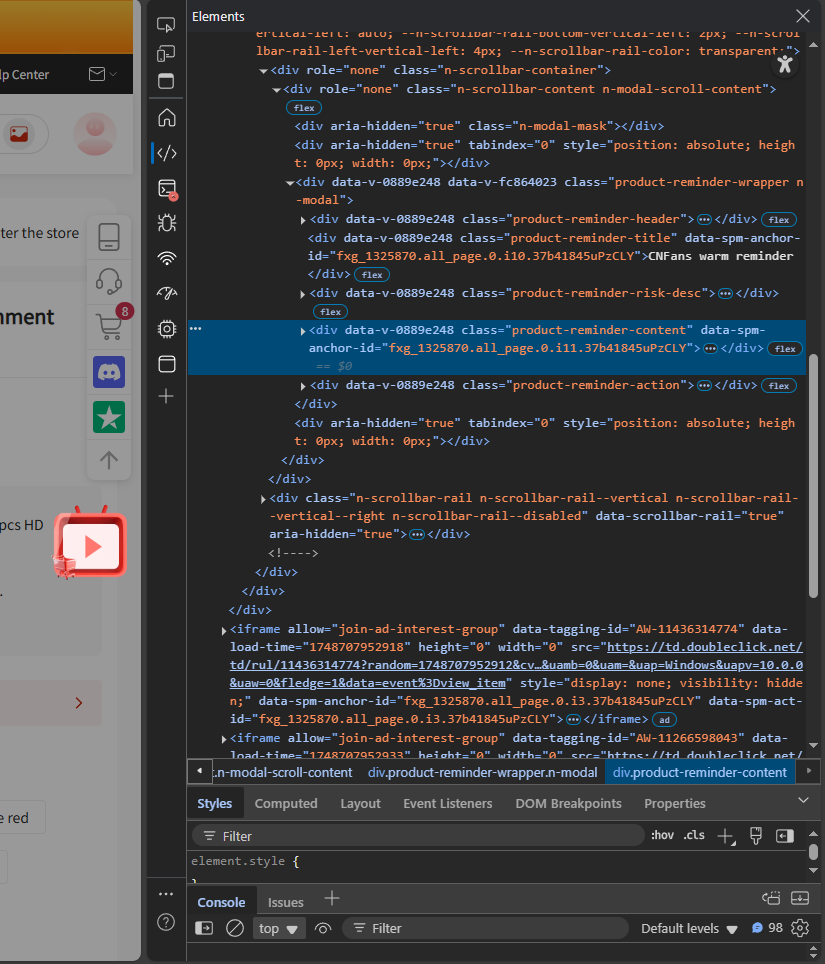 lp Center
ter the store
nment
8
pcs HD
.
e red
Elements
ertical-left: auto; --n-scrollbar-rail-bottom-vertical-left: 2px; --n-scrol
lbar-rail-left-vertical-left: 4px; --n-scrollbar-rail-color: transparent;">
<div role="none" class="n-scrollbar-container">
<div role="none" class="n-scrollbar-content n-modal-scroll-content">
flex
<div aria-hidden="true" class="n-modal-mask"></div>
<div aria-hidden="true" tabindex="0" style="position: absolute; heigh
t: 0px; width: 0px;"></div>
<div data-v-0889e248 data-v-fc864023 class="product-reminder-wrapper n
-modal">
<div data-v-0889e248 class="product-reminder-header">…</div> flex
<div data-v-0889e248 class="product-reminder-title" data-spm-anchor-
id="fxg_1325870.all_page.0.i10.37b41845uPzCLY">CNFans warm reminder
</div> flex
<div data-v-0889e248 class="product-reminder-risk-desc">…</div>
flex
… <div data-v-0889e248 class="product-reminder-content" data-spm-
anchor-id="fxg_1325870.all_page.0.i11.37b41845uPzCLY">…</div> flex
== $0
<div data-v-0889e248 class="product-reminder-action">…</div> flex
</div>
<div aria-hidden="true" tabindex="0" style="position: absolute; heigh
t: 0px; width: 0px;"></div>
</div>
</div>
<div class="n-scrollbar-rail n-scrollbar-rail--vertical n-scrollbar-rail-
-vertical--right n-scrollbar-rail--disabled" data-scrollbar-rail="true"
aria-hidden="true">…</div>
<!---->
</div>
</div>
</div>
<iframe allow="join-ad-interest-group" data-tagging-id="AW-11436314774" data-
load-time="1748707952918" height="0" width="0" src="https://td.doubleclick.net/
td/rul/11436314774?random=1748707952912&cv…&uamb=0&uam=&uap=Windows&uapv=10.0.0
&uaw=0&fledge=1&data=event%3Dview_item" style="display: none; visibility: hidde
n;" data-spm-anchor-id="fxg_1325870.all_page.0.i3.37b41845uPzCLY" data-spm-act-
id="fxg_1325870.all_page.0.i3.37b41845uPzCLY">…</iframe> ad
<iframe allow="join-ad-interest-group" data-tagging-id="AW-11266598043" data-
load-time="1748707952933" height="0" width="0" src="https://td.doubleclick.net/
.n-modal-scroll-content div.product-reminder-wrapper.n-modal div.product-reminder-content
Styles Computed Layout Event Listeners DOM Breakpoints Properties
Filter :hov .cls
element.style {
Console Issues
top Filter Default levels 98